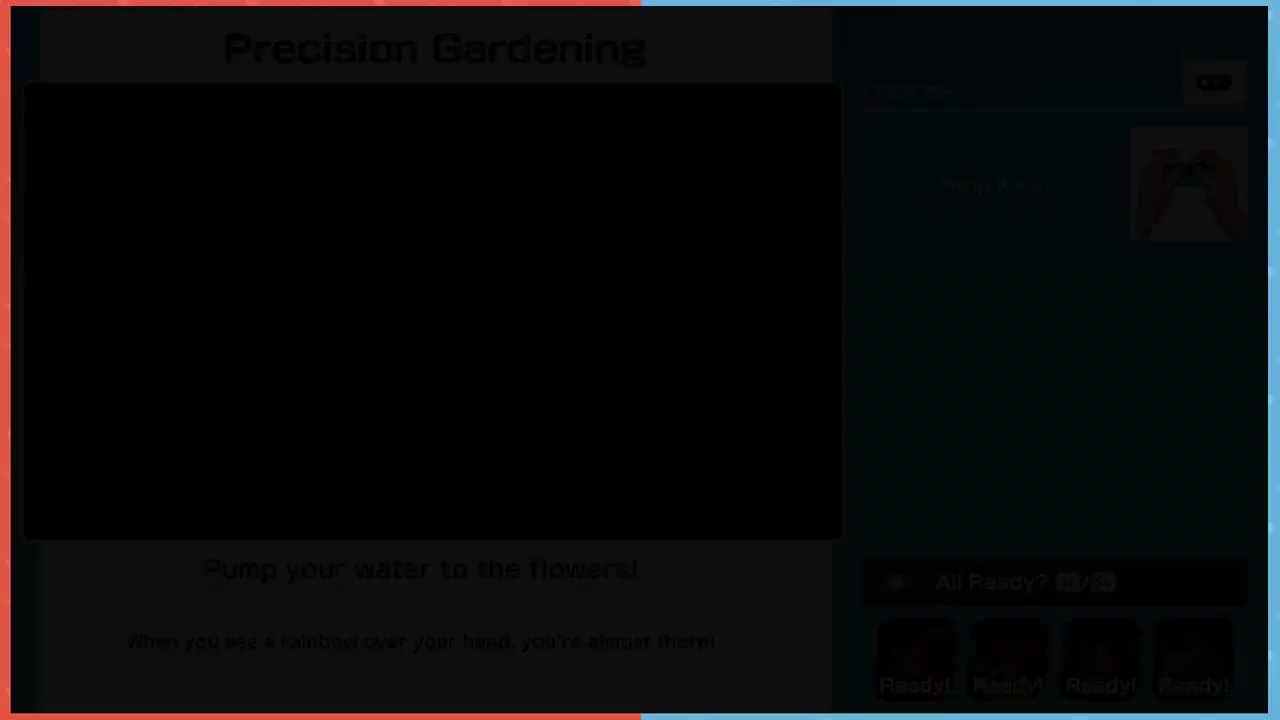 Precision Gardening
Pump your water to the flowers!
When you see a rainbow over your head, you're almost there!
All Ready?
Ready! Ready! Ready! Ready!